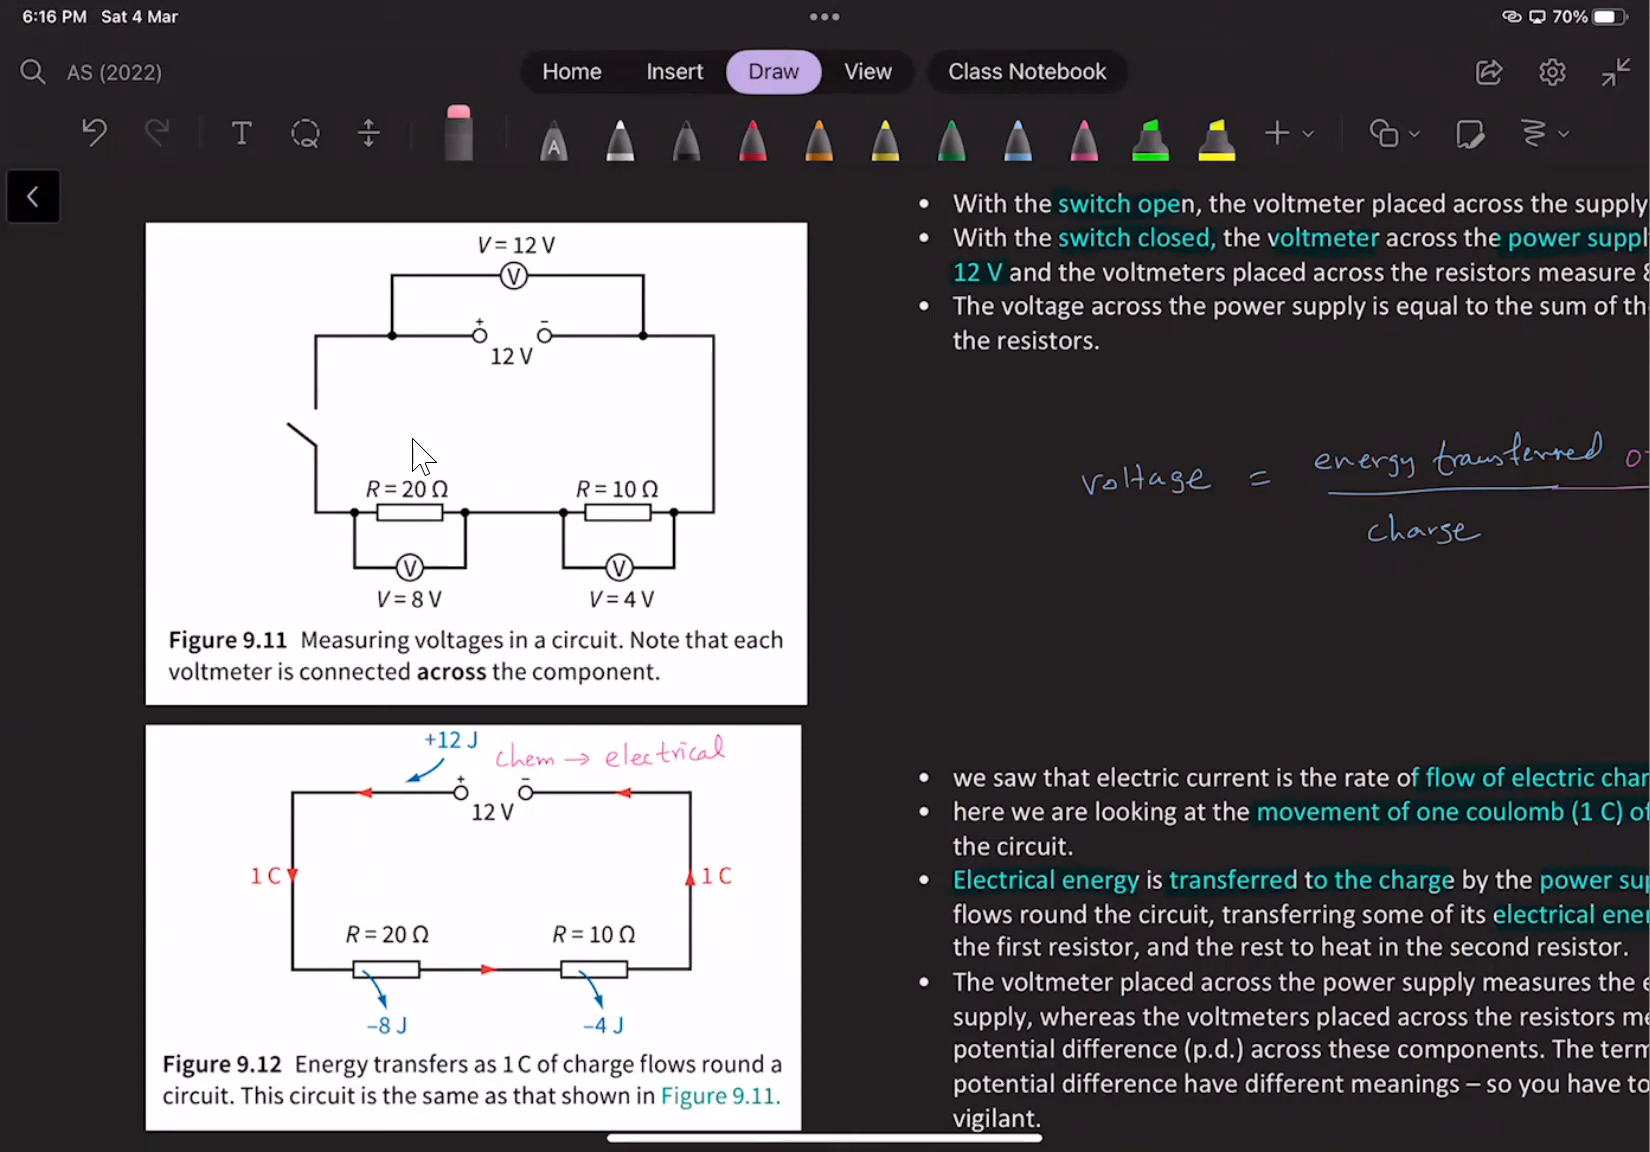 6:16 PM Sat 4 Mar
70%
AS (2022)
Home Insert Draw View Class Notebook
T
A
V = 12 V
V
+ −
12 V
R = 20 Ω R = 10 Ω
V V
V = 8 V V = 4 V
Figure 9.11 Measuring voltages in a circuit. Note that each
voltmeter is connected across the component.
+12 J chem → electrical
+ −
12 V
1 C 1 C
R = 20 Ω R = 10 Ω
−8 J −4 J
Figure 9.12 Energy transfers as 1 C of charge flows round a
circuit. This circuit is the same as that shown in Figure 9.11.
• With the switch open, the voltmeter placed across the supply
• With the switch closed, the voltmeter across the power suppl
12 V and the voltmeters placed across the resistors measure
• The voltage across the power supply is equal to the sum of th
the resistors.
voltage = energy transferred
charge
• we saw that electric current is the rate of flow of electric char
• here we are looking at the movement of one coulomb (1 C) o
the circuit.
• Electrical energy is transferred to the charge by the power su
flows round the circuit, transferring some of its electrical ener
the first resistor, and the rest to heat in the second resistor.
• The voltmeter placed across the power supply measures the e
supply, whereas the voltmeters placed across the resistors me
potential difference (p.d.) across these components. The term
potential difference have different meanings – so you have to
vigilant.